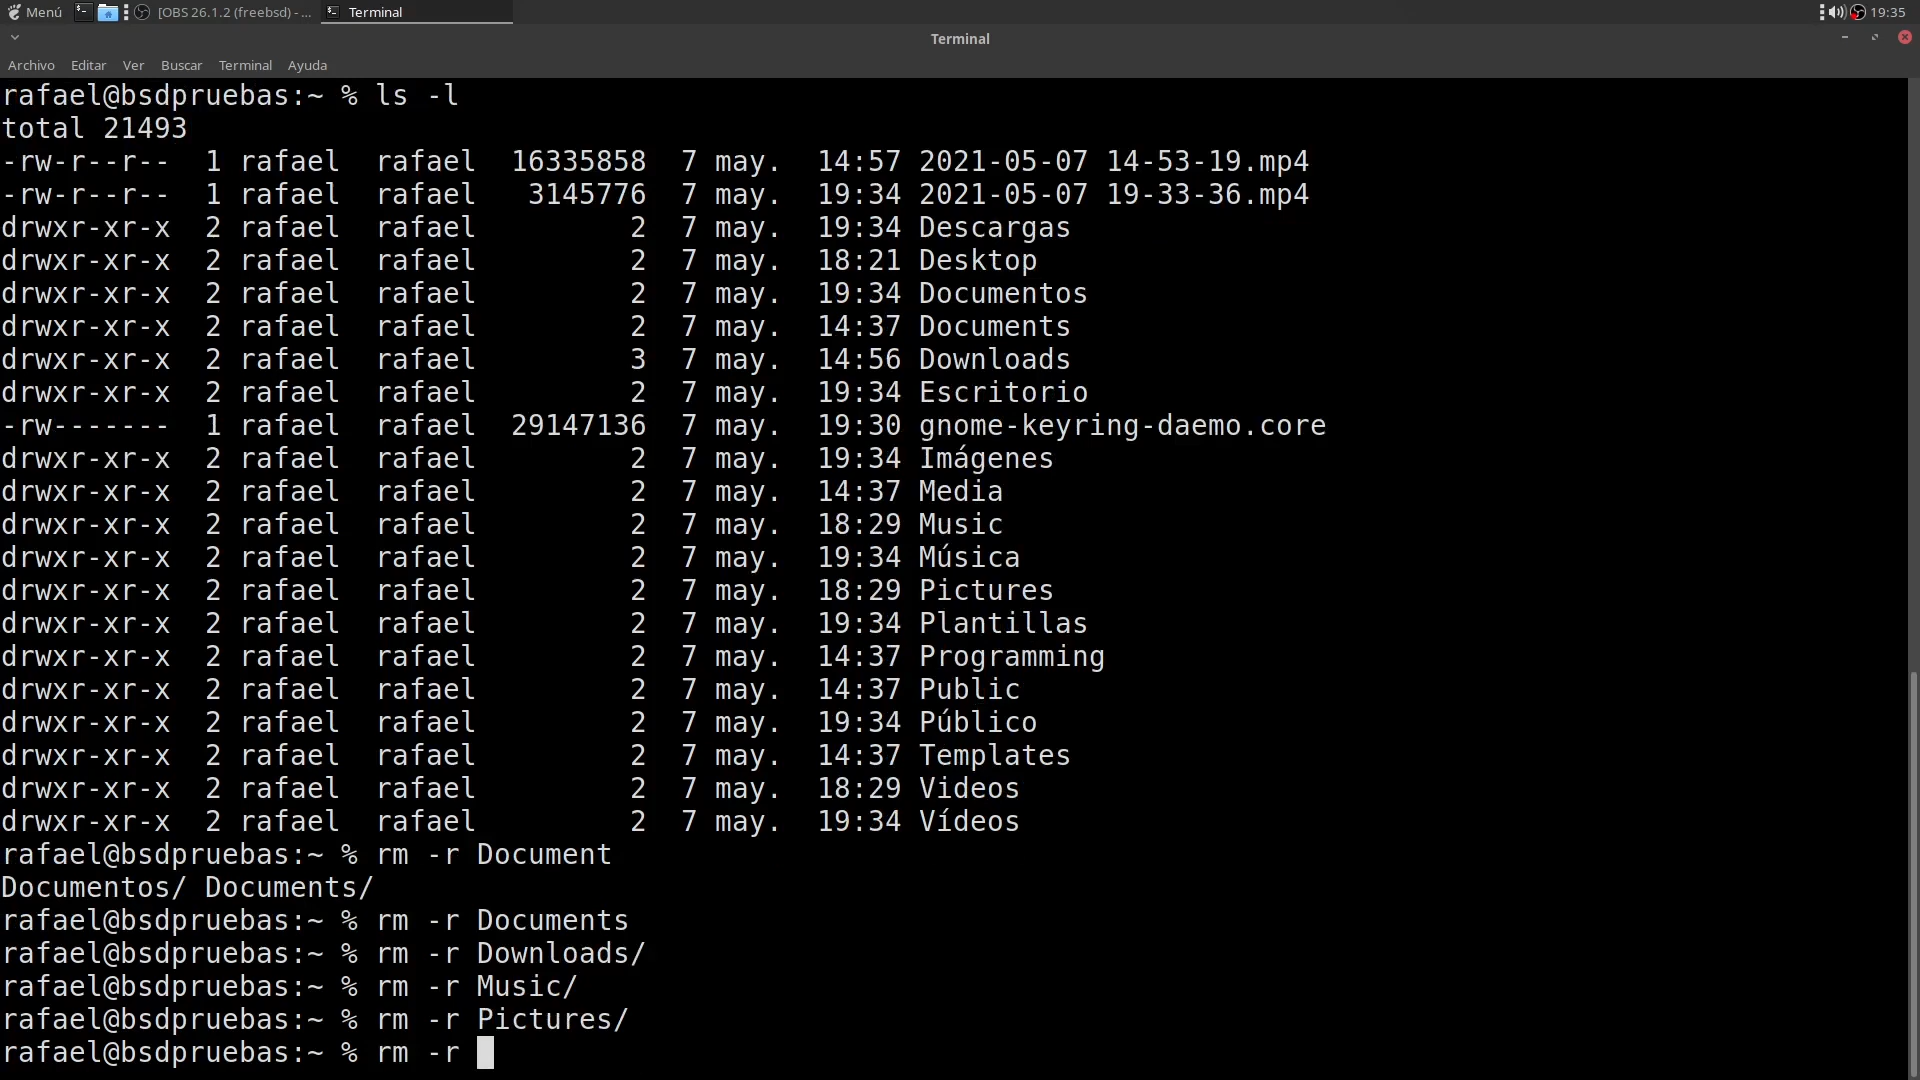 Menú [OBS 26.1.2 (freebsd) - ... Terminal 19:35
Terminal
Archivo Editar Ver Buscar Terminal Ayuda
rafael@bsdpruebas:~ % ls -l
total 21493
-rw-r--r--  1 rafael  rafael  16335858  7 may.  14:57 2021-05-07 14-53-19.mp4
-rw-r--r--  1 rafael  rafael   3145776  7 may.  19:34 2021-05-07 19-33-36.mp4
drwxr-xr-x  2 rafael  rafael         2  7 may.  19:34 Descargas
drwxr-xr-x  2 rafael  rafael         2  7 may.  18:21 Desktop
drwxr-xr-x  2 rafael  rafael         2  7 may.  19:34 Documentos
drwxr-xr-x  2 rafael  rafael         2  7 may.  14:37 Documents
drwxr-xr-x  2 rafael  rafael         3  7 may.  14:56 Downloads
drwxr-xr-x  2 rafael  rafael         2  7 may.  19:34 Escritorio
-rw-------  1 rafael  rafael  29147136  7 may.  19:30 gnome-keyring-daemo.core
drwxr-xr-x  2 rafael  rafael         2  7 may.  19:34 Imágenes
drwxr-xr-x  2 rafael  rafael         2  7 may.  14:37 Media
drwxr-xr-x  2 rafael  rafael         2  7 may.  18:29 Music
drwxr-xr-x  2 rafael  rafael         2  7 may.  19:34 Música
drwxr-xr-x  2 rafael  rafael         2  7 may.  18:29 Pictures
drwxr-xr-x  2 rafael  rafael         2  7 may.  19:34 Plantillas
drwxr-xr-x  2 rafael  rafael         2  7 may.  14:37 Programming
drwxr-xr-x  2 rafael  rafael         2  7 may.  14:37 Public
drwxr-xr-x  2 rafael  rafael         2  7 may.  19:34 Público
drwxr-xr-x  2 rafael  rafael         2  7 may.  14:37 Templates
drwxr-xr-x  2 rafael  rafael         2  7 may.  18:29 Videos
drwxr-xr-x  2 rafael  rafael         2  7 may.  19:34 Vídeos
rafael@bsdpruebas:~ % rm -r Document
Documentos/ Documents/
rafael@bsdpruebas:~ % rm -r Documents
rafael@bsdpruebas:~ % rm -r Downloads/
rafael@bsdpruebas:~ % rm -r Music/
rafael@bsdpruebas:~ % rm -r Pictures/
rafael@bsdpruebas:~ % rm -r